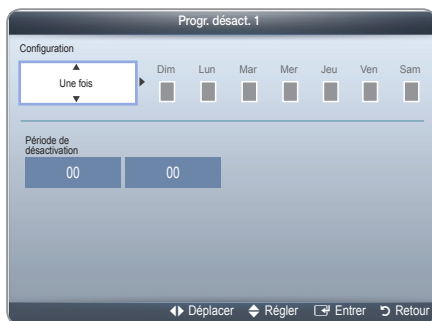 Progr. désact. 1
Configuration
Une fois
Dim Lun Mar Mer Jeu Ven Sam
Période de
désactivation
00 00
Déplacer Régler Entrer Retour